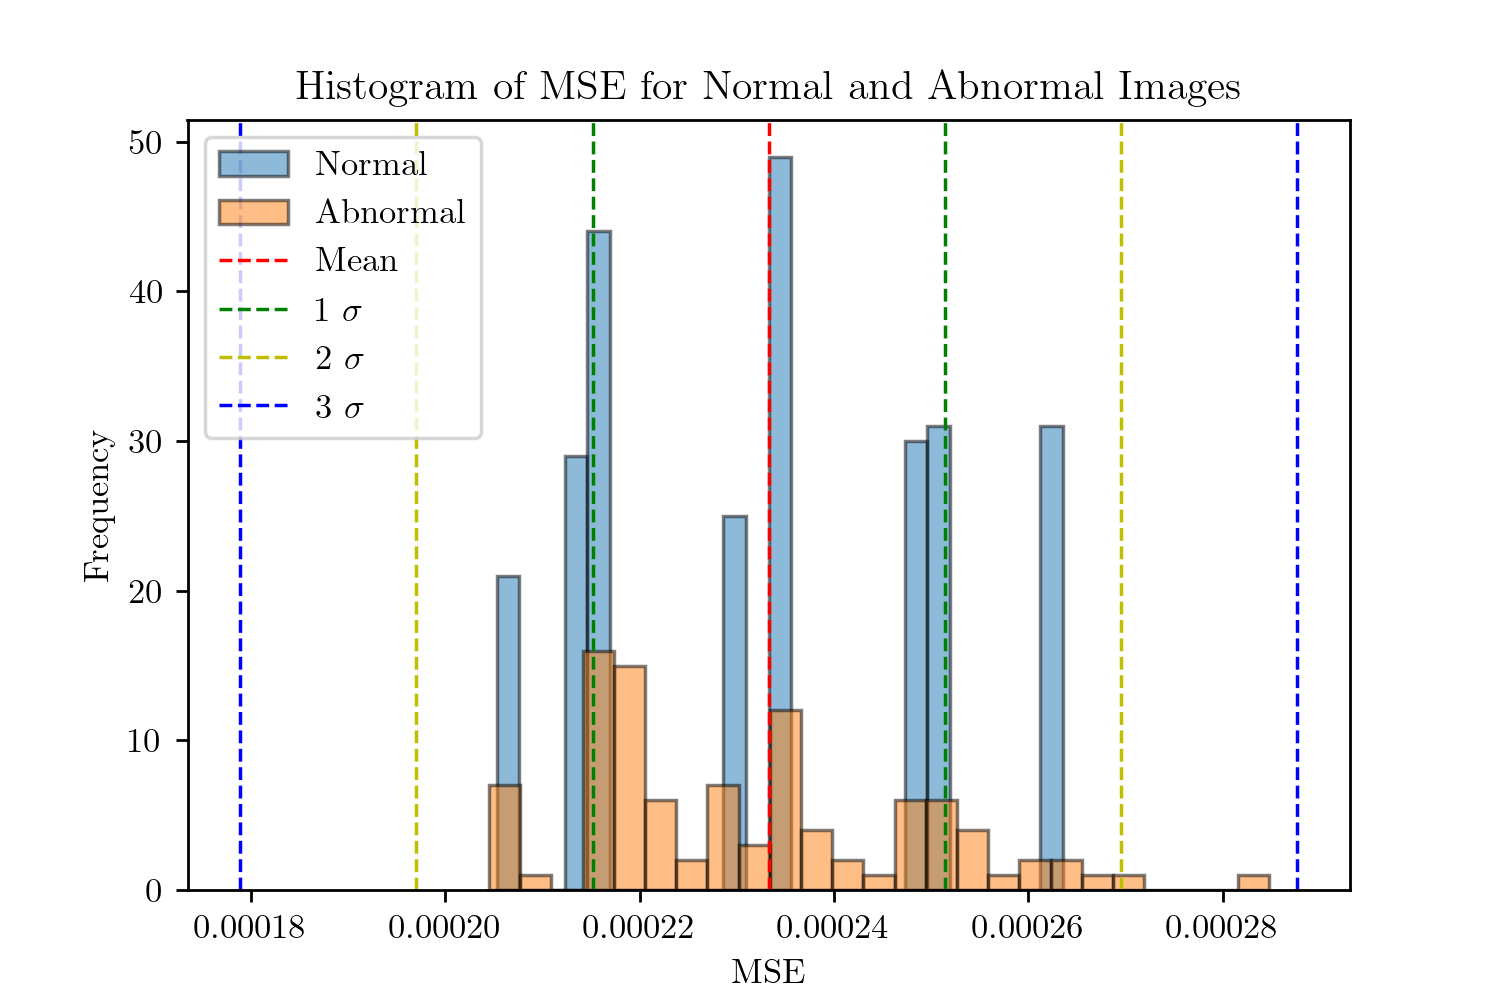 Histogram of MSE for Normal and Abnormal Images
50
40
30
20
10
0
Frequency
Normal
Abnormal
Mean
1 σ
2 σ
3 σ
0.00018 0.00020 0.00022 0.00024 0.00026 0.00028
MSE